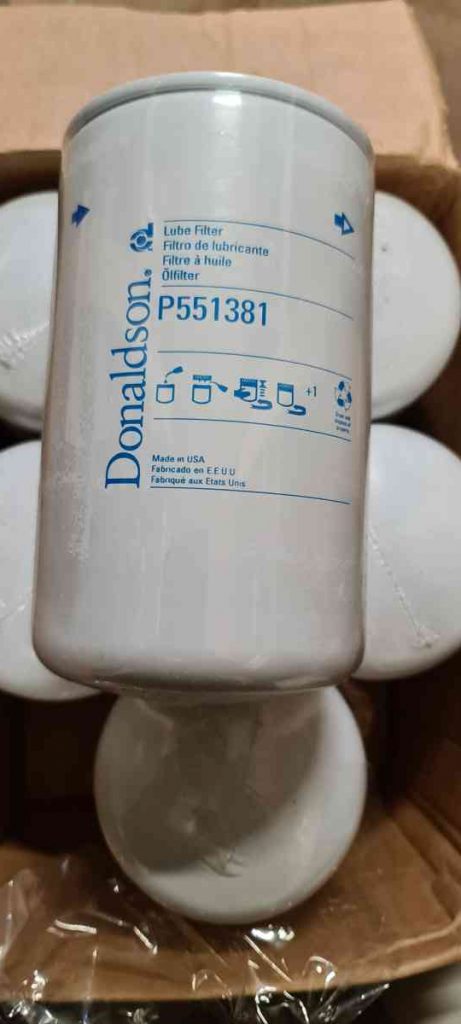 Donaldson.
Lube Filter
Filtro de lubricante
Filtre à huile
Ölfilter
P551381
+1
Made in USA
Fabricado en E.E U U
Fabriqué aux Etats Unis